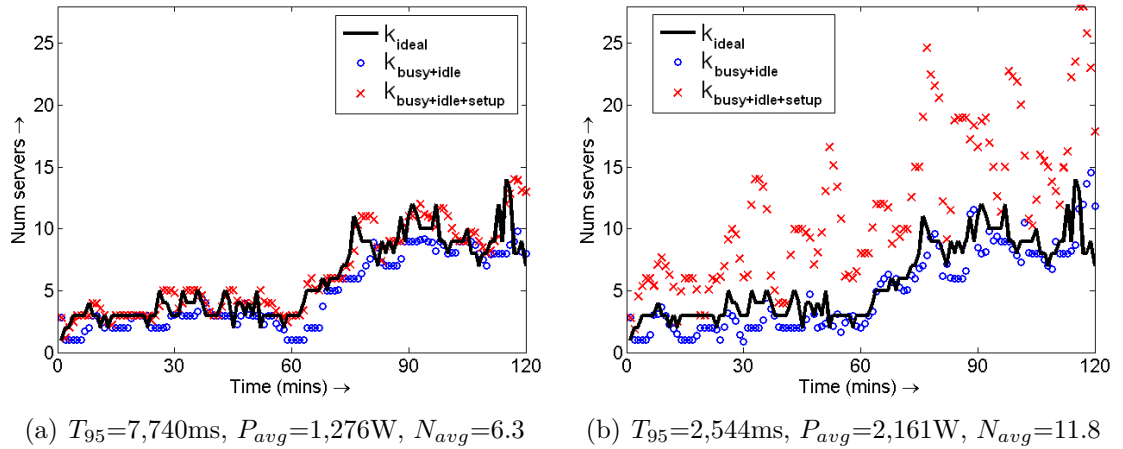 25
20
15
10
5
0
Num servers →
k_ideal
k_busy+idle
k_busy+idle+setup
0 30 60 90 120
Time (mins) →
(a) T_95=7,740ms, P_avg=1,276W, N_avg=6.3
25
20
15
10
5
0
Num servers →
k_ideal
k_busy+idle
k_busy+idle+setup
0 30 60 90 120
Time (mins) →
(b) T_95=2,544ms, P_avg=2,161W, N_avg=11.8